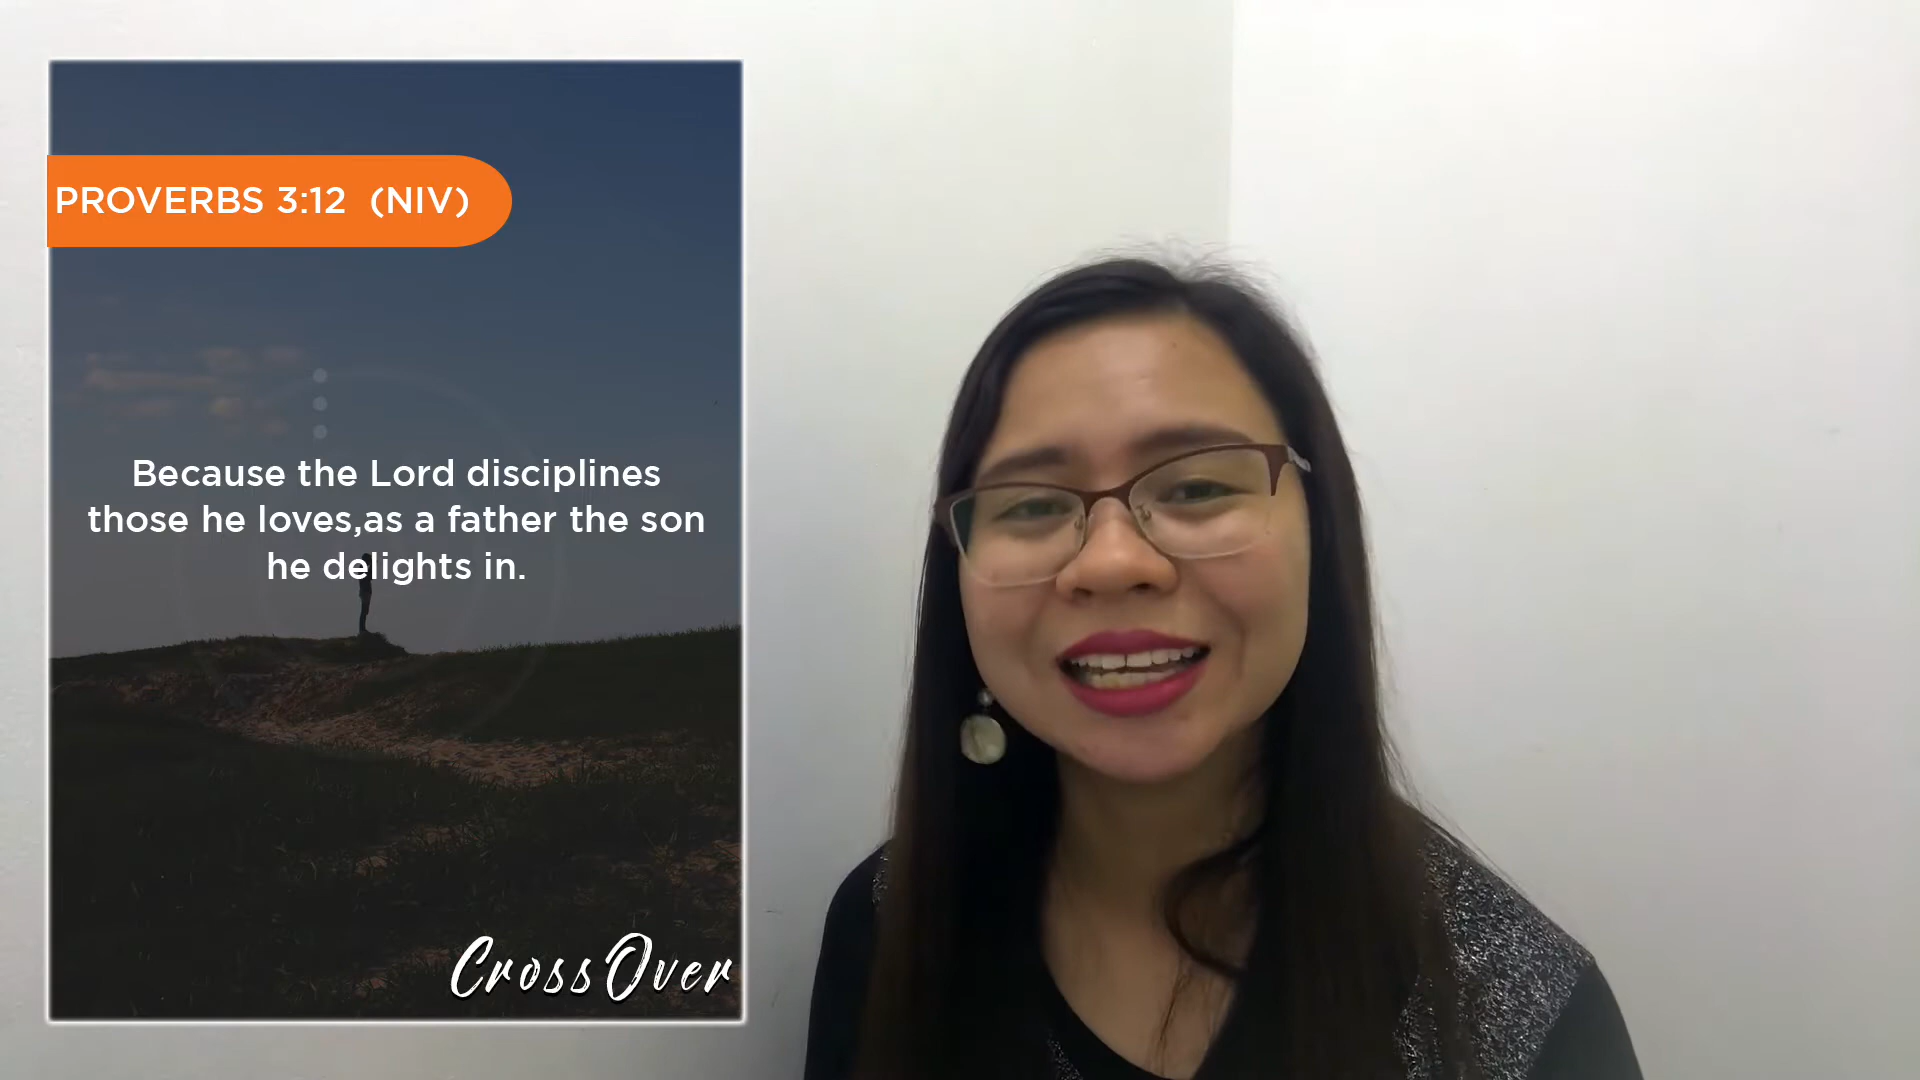 PROVERBS 3:12 (NIV)
Because the Lord disciplines
those he loves,as a father the son
he delights in.
CrossOver